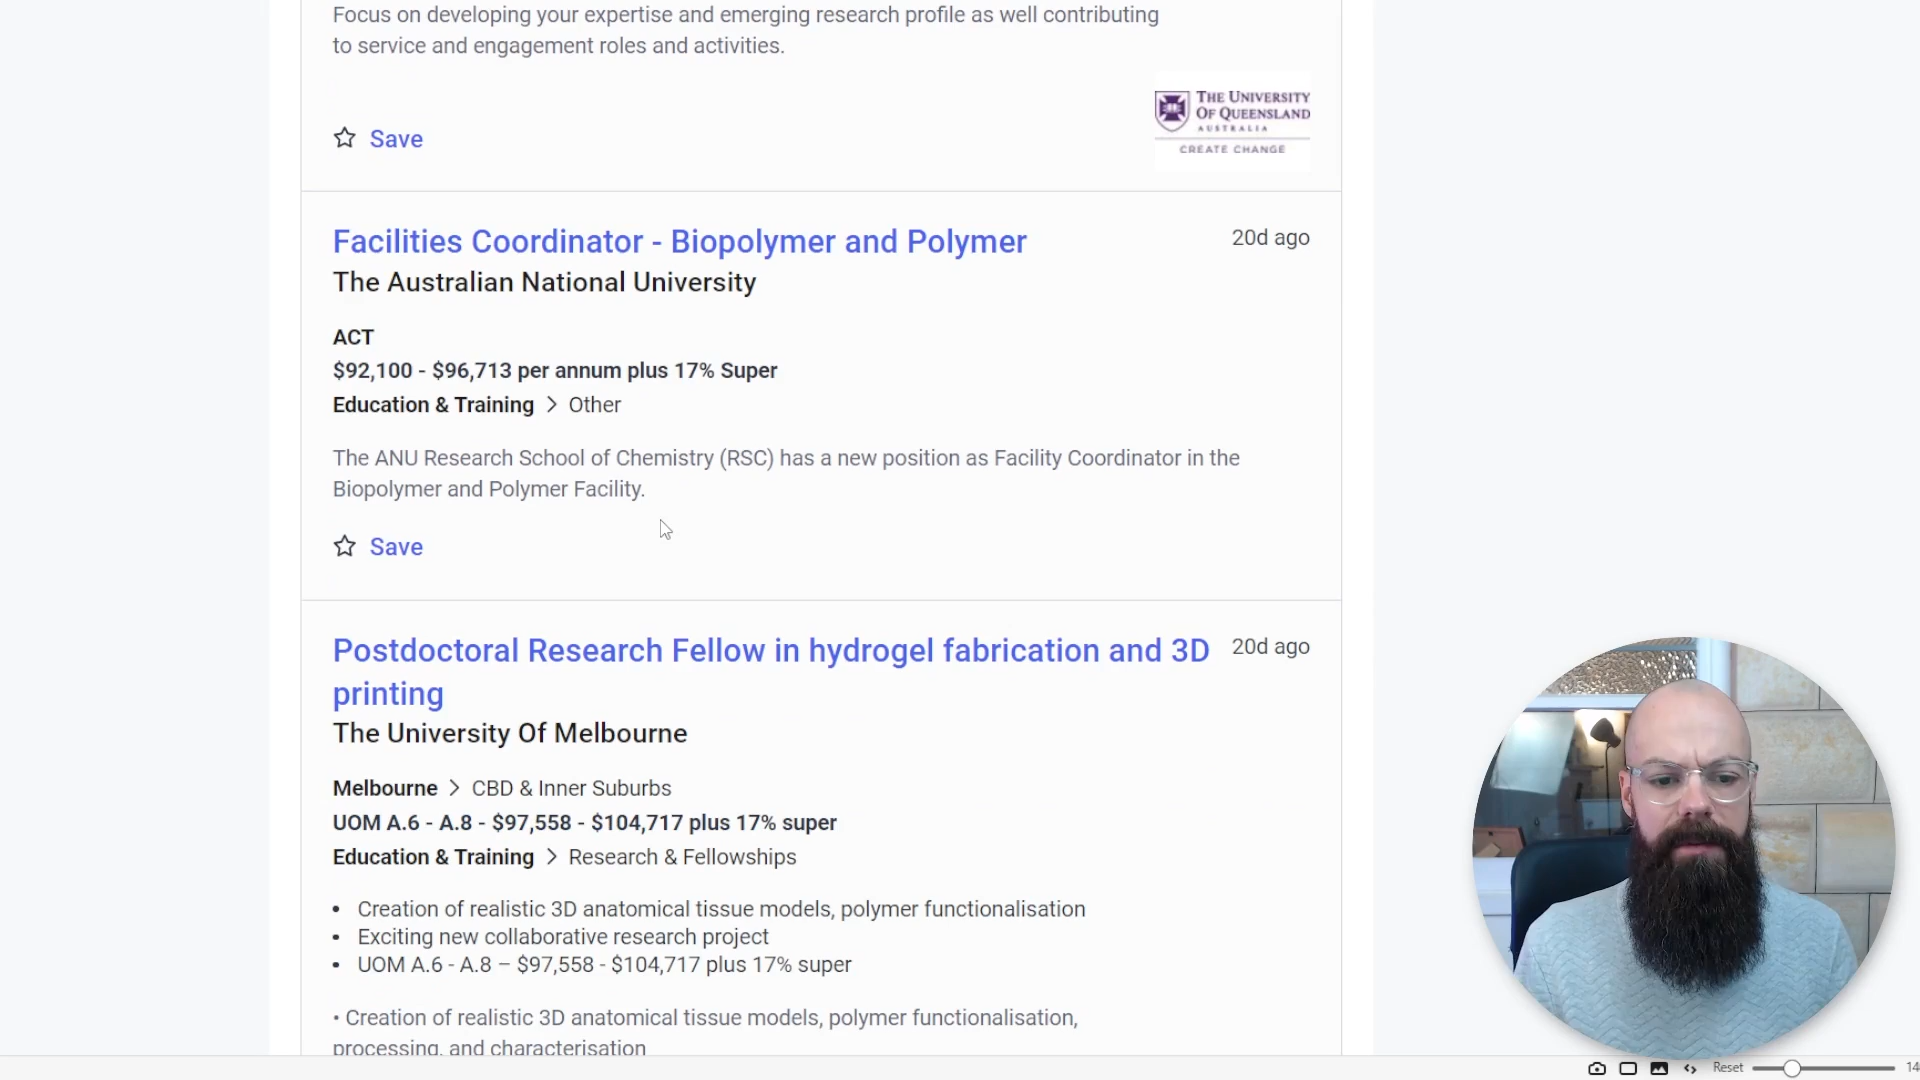 Focus on developing your expertise and emerging research profile as well contributing
to service and engagement roles and activities.
THE UNIVERSITY
OF QUEENSLAND
AUSTRALIA
CREATE CHANGE
Save
Facilities Coordinator - Biopolymer and Polymer
20d ago
The Australian National University
ACT
$92,100 - $96,713 per annum plus 17% Super
Education & Training > Other
The ANU Research School of Chemistry (RSC) has a new position as Facility Coordinator in the
Biopolymer and Polymer Facility.
Save
Postdoctoral Research Fellow in hydrogel fabrication and 3D
printing
20d ago
The University Of Melbourne
Melbourne > CBD & Inner Suburbs
UOM A.6 - A.8 - $97,558 - $104,717 plus 17% super
Education & Training > Research & Fellowships
• Creation of realistic 3D anatomical tissue models, polymer functionalisation
• Exciting new collaborative research project
• UOM A.6 - A.8 – $97,558 - $104,717 plus 17% super
• Creation of realistic 3D anatomical tissue models, polymer functionalisation,
processing, and characterisation
Reset